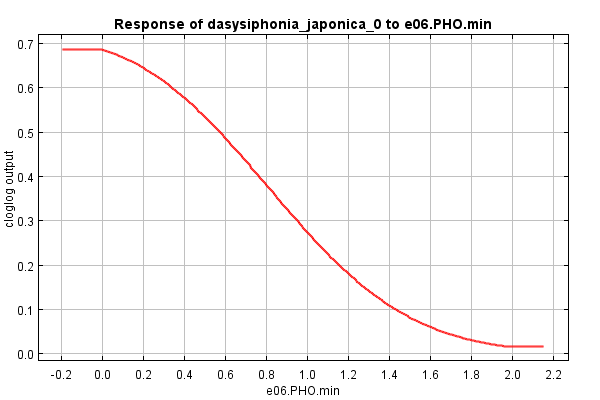 Response of dasysiphonia_japonica_0 to e06.PHO.min
cloglog output
0.7
0.6
0.5
0.4
0.3
0.2
0.1
0.0
-0.2 0.0 0.2 0.4 0.6 0.8 1.0 1.2 1.4 1.6 1.8 2.0 2.2
e06.PHO.min